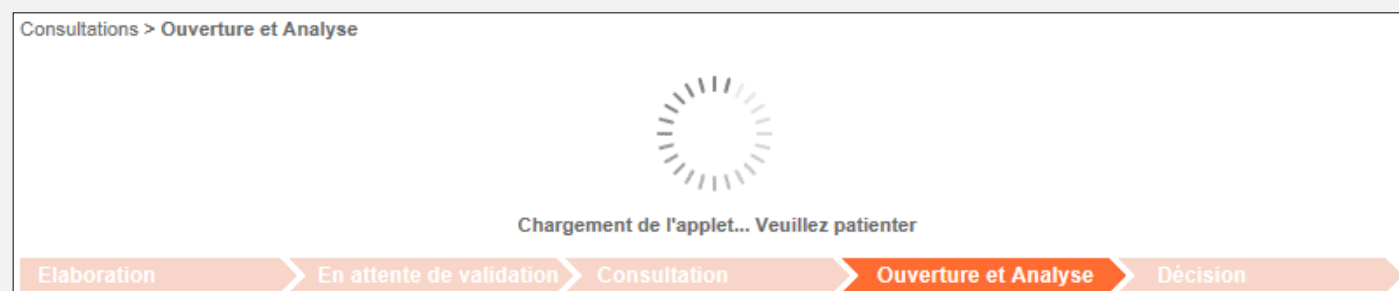 Consultations > Ouverture et Analyse
Chargement de l'applet... Veuillez patienter
Elaboration En attente de validation Consultation Ouverture et Analyse Décision